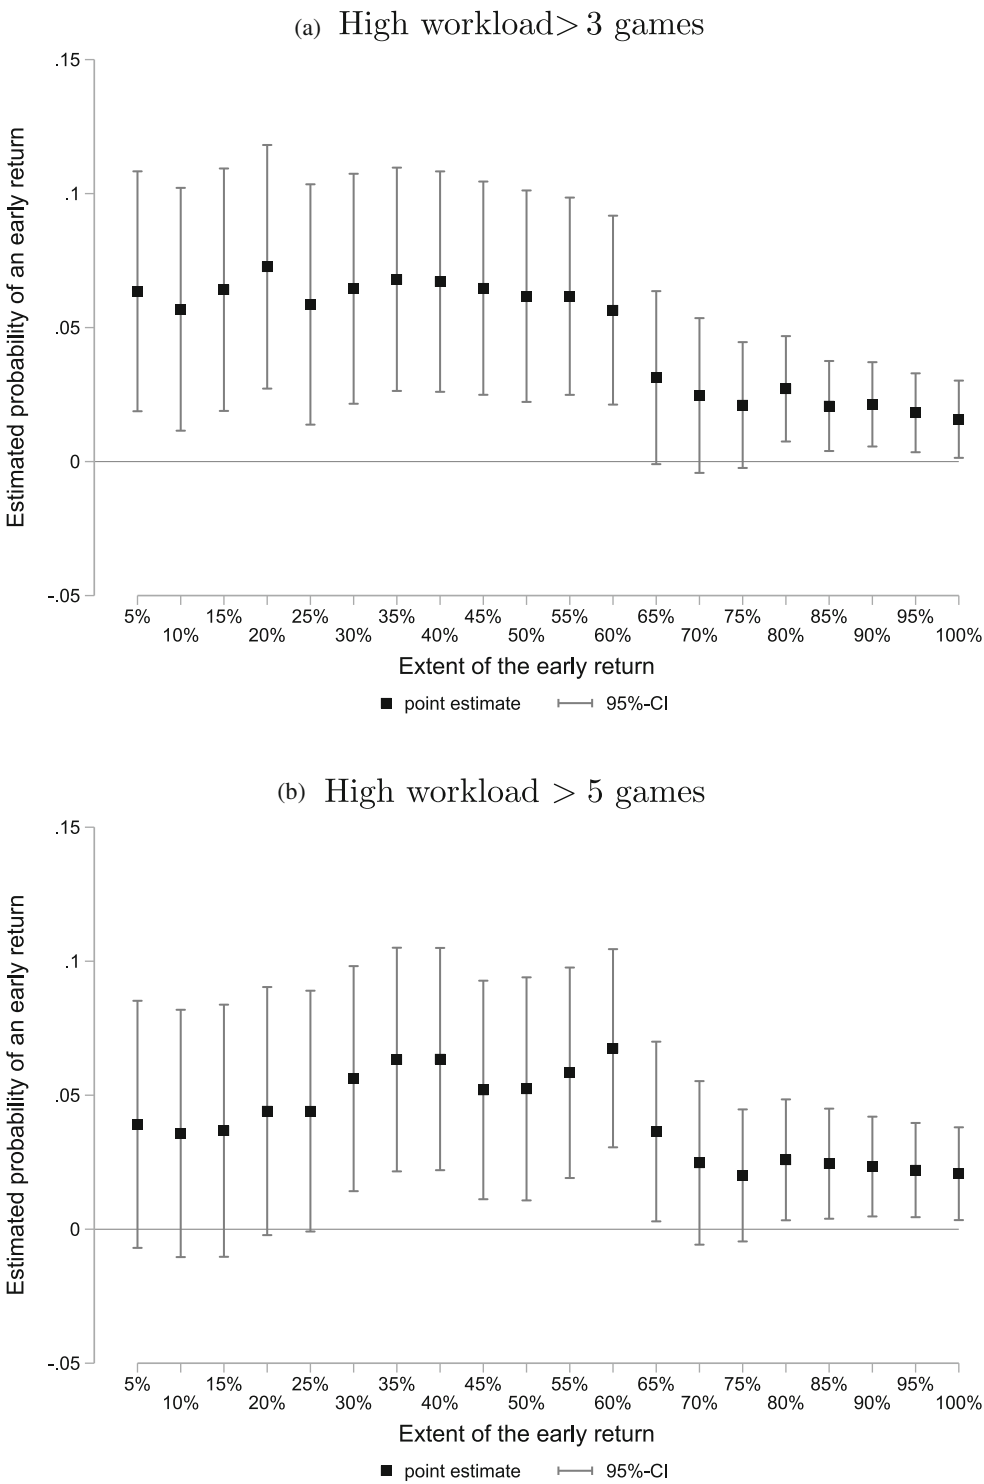 (a) High workload> 3 games
Estimated probability of an early return
.15
.1
.05
0
-.05
5% 15% 20% 25% 35% 45% 55% 65% 75% 85% 95%
10% 20% 30% 40% 50% 60% 70% 80% 90% 100%
Extent of the early return
point estimate 95%-CI
(b) High workload > 5 games
Estimated probability of an early return
.15
.1
.05
0
-.05
5% 15% 25% 35% 45% 55% 65% 75% 85% 95%
10% 20% 30% 40% 50% 60% 70% 80% 90% 100%
Extent of the early return
point estimate 95%-CI